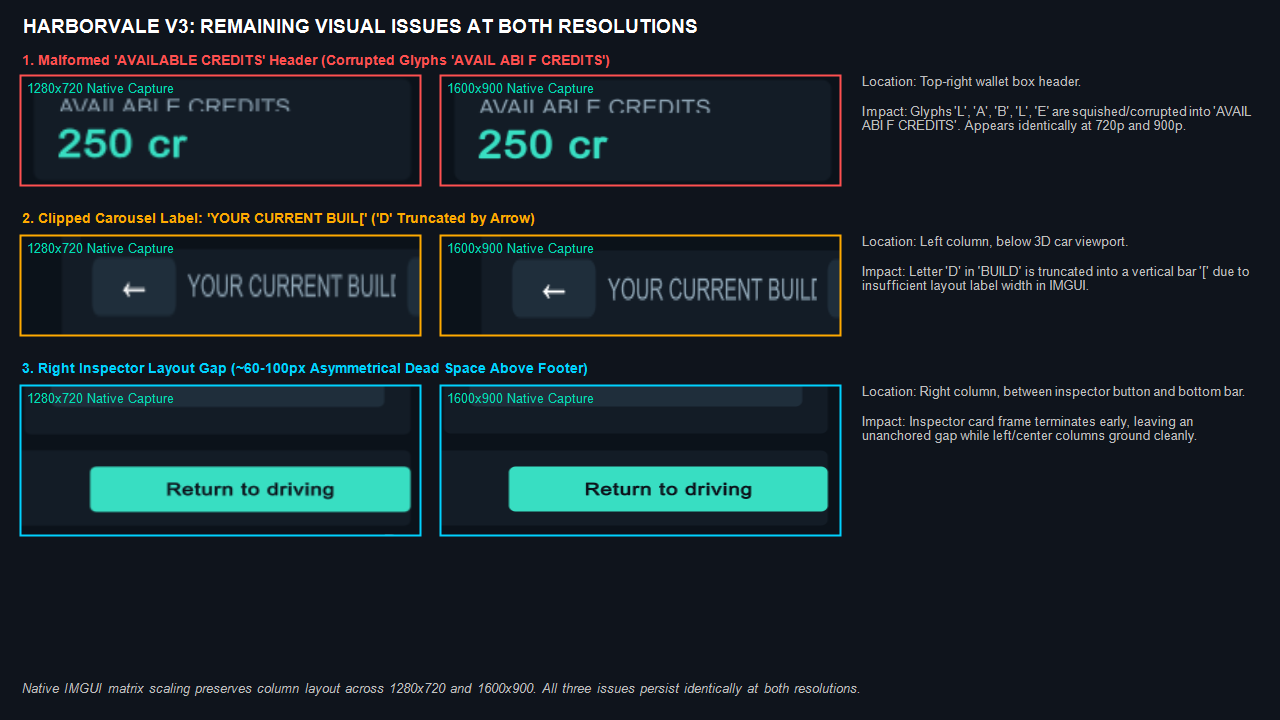 HARBORVALE V3: REMAINING VISUAL ISSUES AT BOTH RESOLUTIONS
1. Malformed 'AVAILABLE CREDITS' Header (Corrupted Glyphs 'AVAIL ABI F CREDITS')
1280x720 Native Capture
AVAILABLE CREDITS
250 cr
1600x900 Native Capture
AVAILABLE CREDITS
250 cr
Location: Top-right wallet box header.
Impact: Glyphs 'L', 'A', 'B', 'L', 'E' are squished/corrupted into 'AVAIL
ABI F CREDITS'. Appears identically at 720p and 900p.
2. Clipped Carousel Label: 'YOUR CURRENT BUIL[' ('D' Truncated by Arrow)
1280x720 Native Capture
← YOUR CURRENT BUIL[
1600x900 Native Capture
← YOUR CURRENT BUIL[
Location: Left column, below 3D car viewport.
Impact: Letter 'D' in 'BUILD' is truncated into a vertical bar '[' due to
insufficient layout label width in IMGUI.
3. Right Inspector Layout Gap (~60-100px Asymmetrical Dead Space Above Footer)
1280x720 Native Capture
Return to driving
1600x900 Native Capture
Return to driving
Location: Right column, between inspector button and bottom bar.
Impact: Inspector card frame terminates early, leaving an
unanchored gap while left/center columns ground cleanly.
Native IMGUI matrix scaling preserves column layout across 1280x720 and 1600x900. All three issues persist identically at both resolutions.